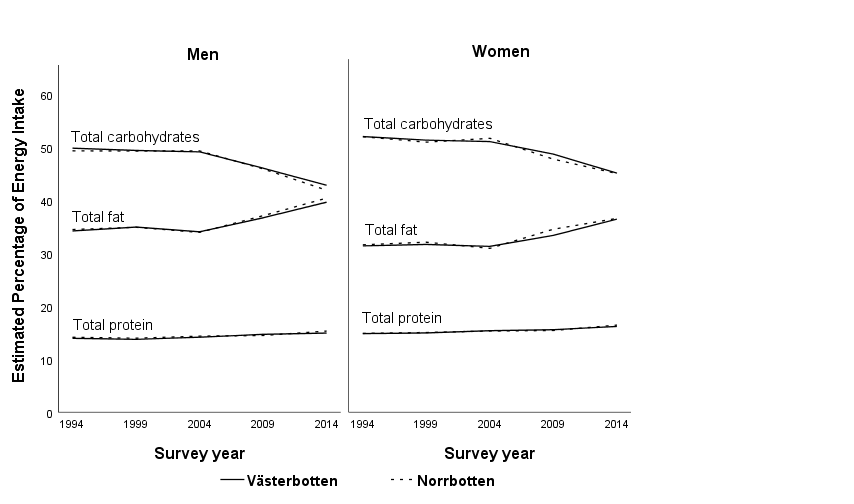 Men
Women
Estimated Percentage of Energy Intake
60
50
40
30
20
10
0
Total carbohydrates
Total fat
Total protein
Total carbohydrates
Total fat
Total protein
1994 1999 2004 2009 2014
1994 1999 2004 2009 2014
Survey year
Survey year
Västerbotten
Norrbotten